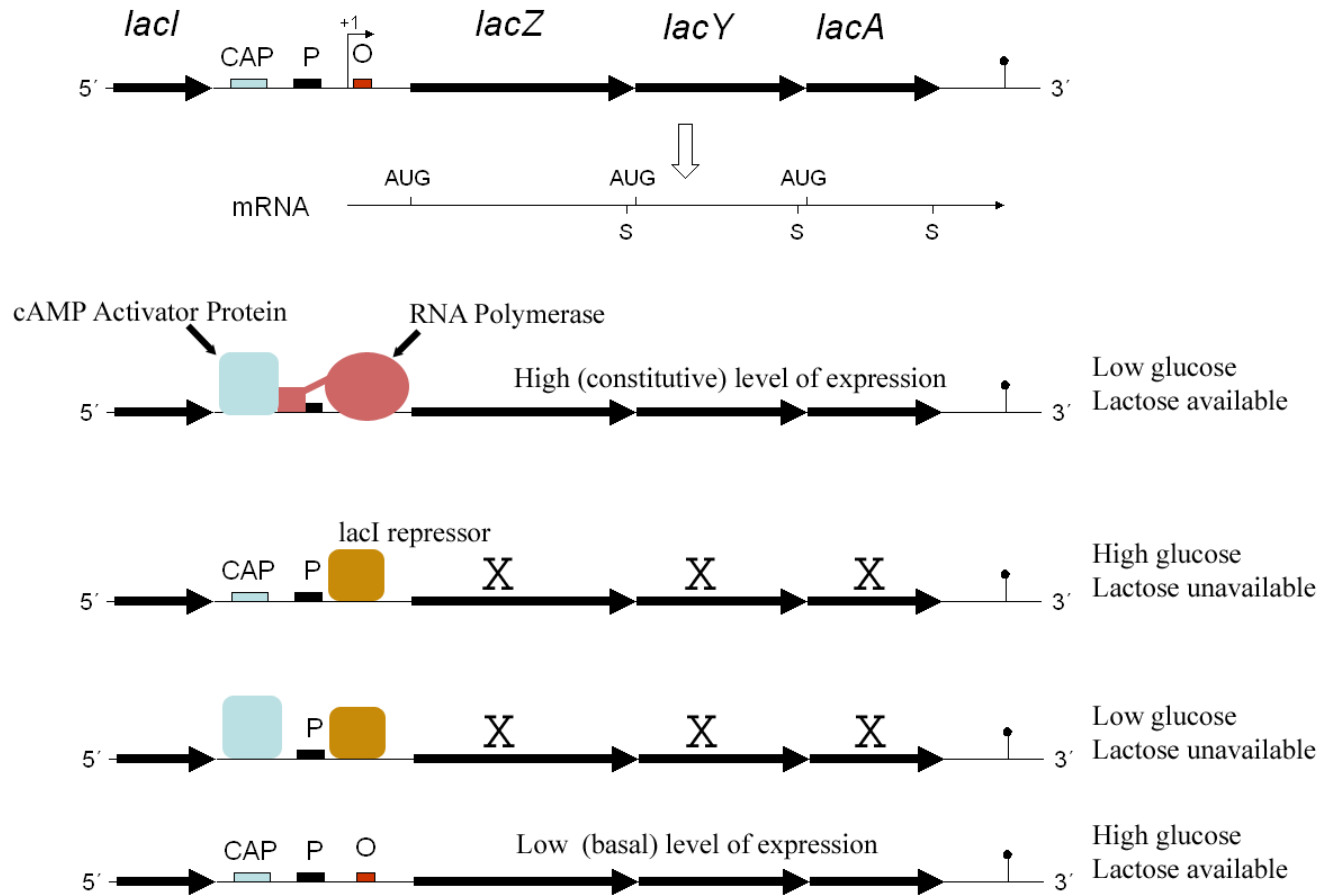 lacI lacZ lacY lacA
+1
CAP P O
5´ 3´
AUG AUG AUG
mRNA
S S S
cAMP Activator Protein
RNA Polymerase
High (constitutive) level of expression
Low glucose
Lactose available
5´ 3´
lacI repressor
CAP P X X X
High glucose
Lactose unavailable
5´ 3´
P X X X
Low glucose
Lactose unavailable
5´ 3´
CAP P O
Low (basal) level of expression
High glucose
Lactose available
5´ 3´